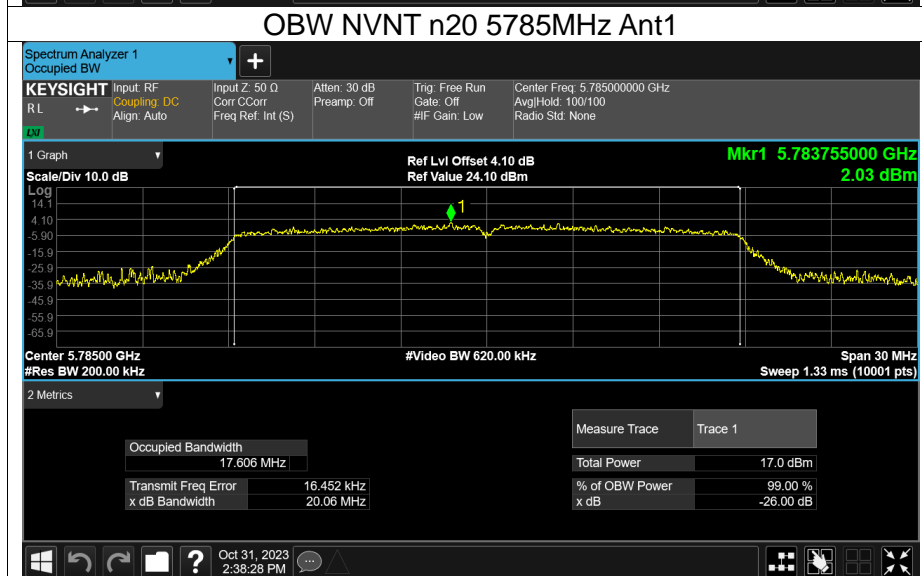 OBW NVNT n20 5785MHz Ant1
Spectrum Analyzer 1
Occupied BW
KEYSIGHT
R L
LXI
Input: RF
Coupling: DC
Align: Auto
Input Z: 50 Ω
Corr CCorr
Freq Ref: Int (S)
Atten: 30 dB
Preamp: Off
Trig: Free Run
Gate: Off
#IF Gain: Low
Center Freq: 5.785000000 GHz
Avg|Hold: 100/100
Radio Std: None
1 Graph
Scale/Div 10.0 dB
Ref Lvl Offset 4.10 dB
Ref Value 24.10 dBm
Mkr1 5.783755000 GHz
2.03 dBm
Log
14.1
4.10
-5.90
-15.9
-25.9
-35.9
-45.9
-55.9
-65.9
1
Center 5.78500 GHz
#Res BW 200.00 kHz
#Video BW 620.00 kHz
Span 30 MHz
Sweep 1.33 ms (10001 pts)
2 Metrics
Measure Trace Trace 1
Occupied Bandwidth
17.606 MHz
Total Power 17.0 dBm
Transmit Freq Error 16.452 kHz
% of OBW Power 99.00 %
x dB Bandwidth 20.06 MHz
x dB -26.00 dB
?
Oct 31, 2023
2:38:28 PM